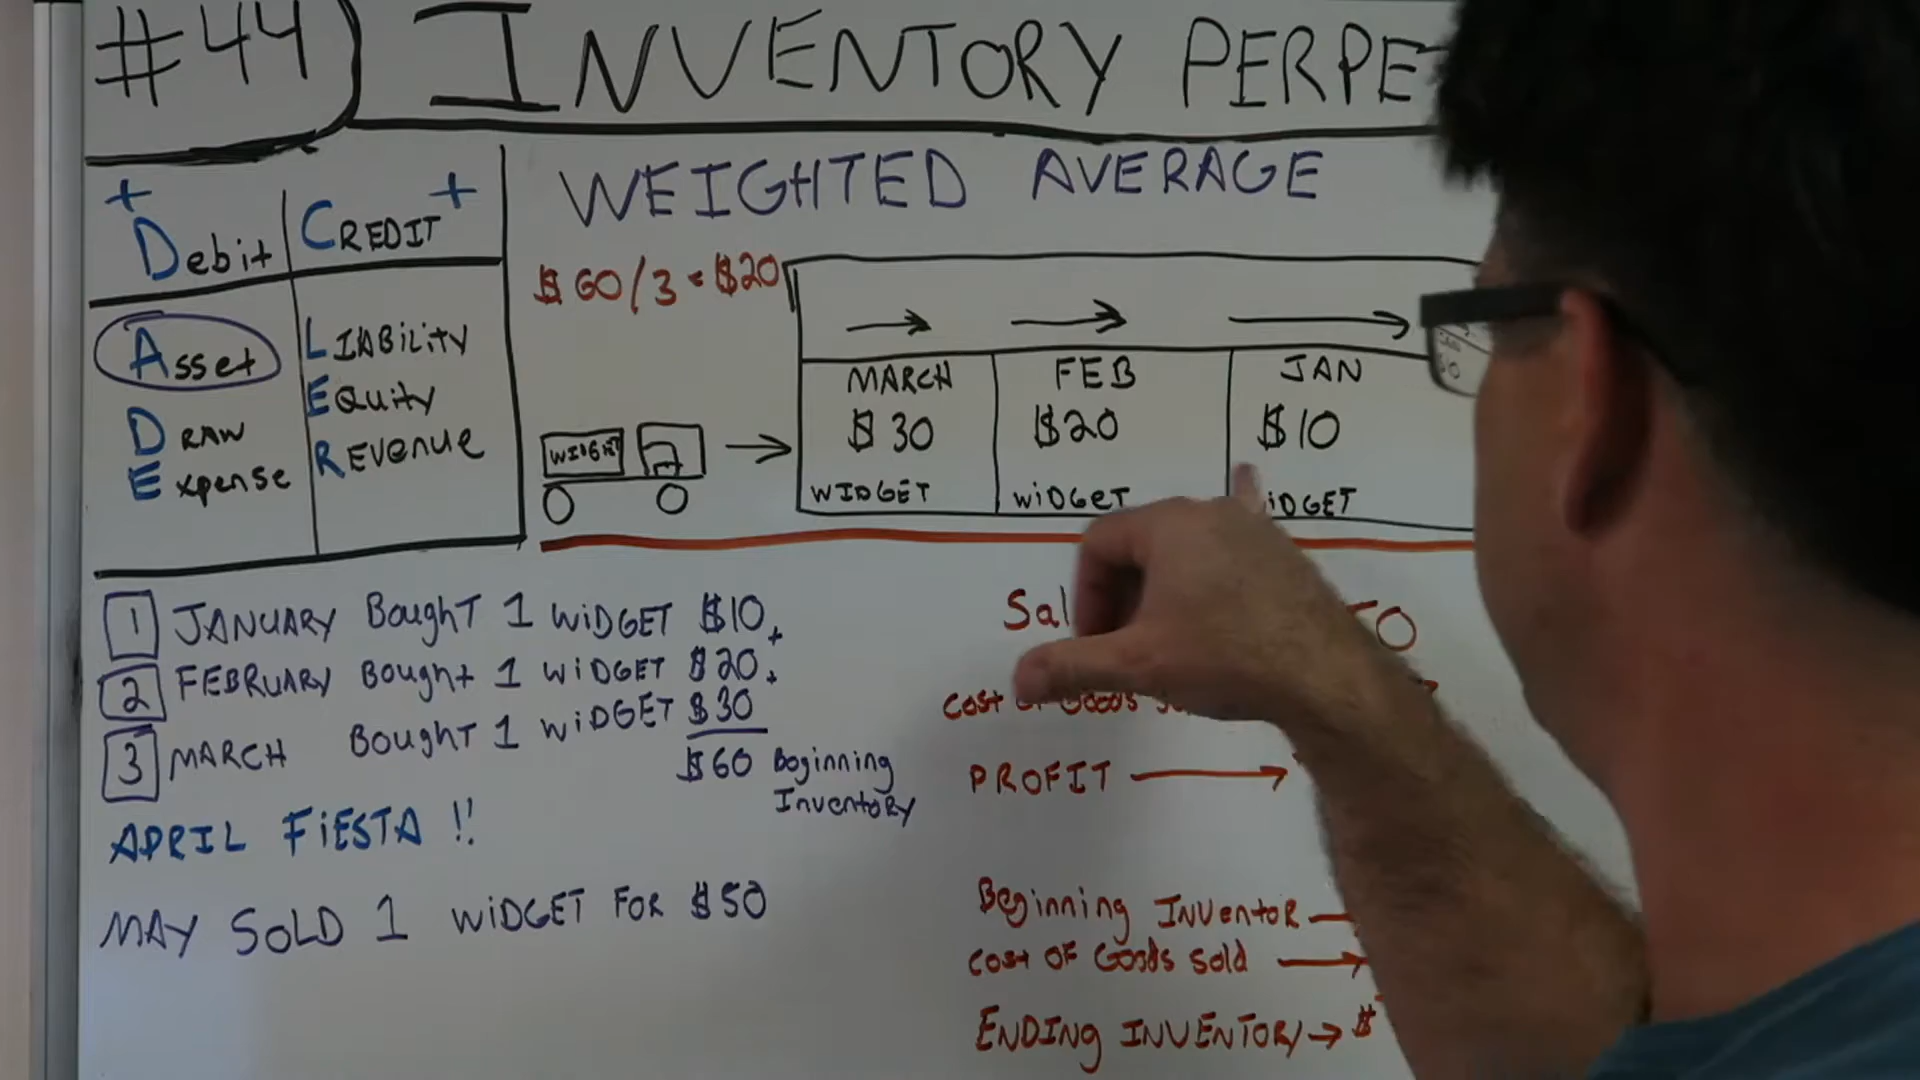 #44) INVENTORY
WEIGHTED AVERAGE
+ +
Debit CREDIT
Asset LIABility
DRAW EQuity
Expense REVenue
$60/3 = $20
WIDGET
MARCH FEB JAN
$30 $20 $10
WIDGET WiDGeT
1 JANUARY BoughT 1 WiDGET $10+
2 FEBRUARY Bought 1 WiDGET $20+
3 MARCH BoughT 1 WiDGET $30
$60 Beginning
InventoRy
APRIL FiESTA !!
MAY SOLD 1 WiDGET FOR $50
Cost of Goods
PROFIT
Beginning INVentoR
Cost OF Goods Sold
ENDING INVENTORY → $